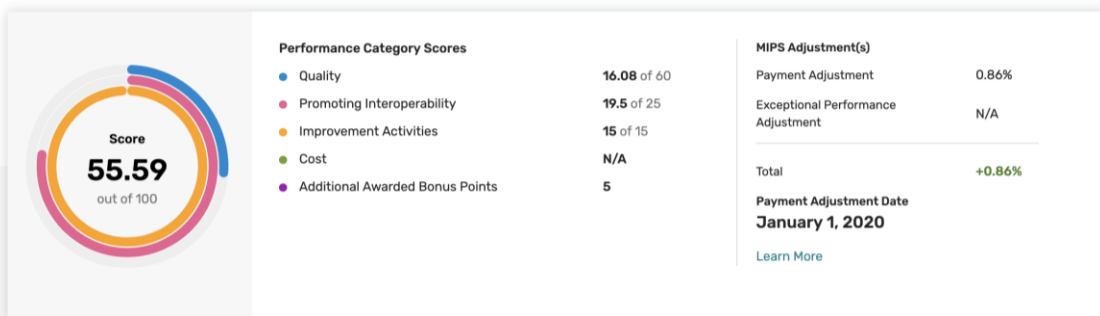 Score
55.59
out of 100
Performance Category Scores
Quality 16.08 of 60
Promoting Interoperability 19.5 of 25
Improvement Activities 15 of 15
Cost N/A
Additional Awarded Bonus Points 5
MIPS Adjustment(s)
Payment Adjustment 0.86%
Exceptional Performance
Adjustment N/A
Total +0.86%
Payment Adjustment Date
January 1, 2020
Learn More